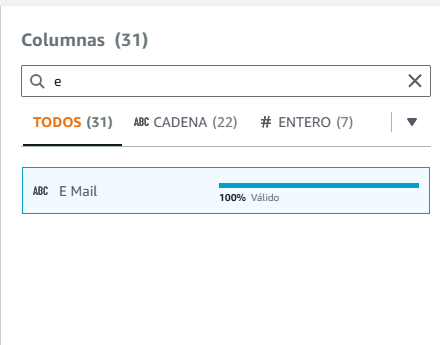 Columnas (31)
e
TODOS (31) ABC CADENA (22) # ENTERO (7)
ABC E Mail
100% Válido